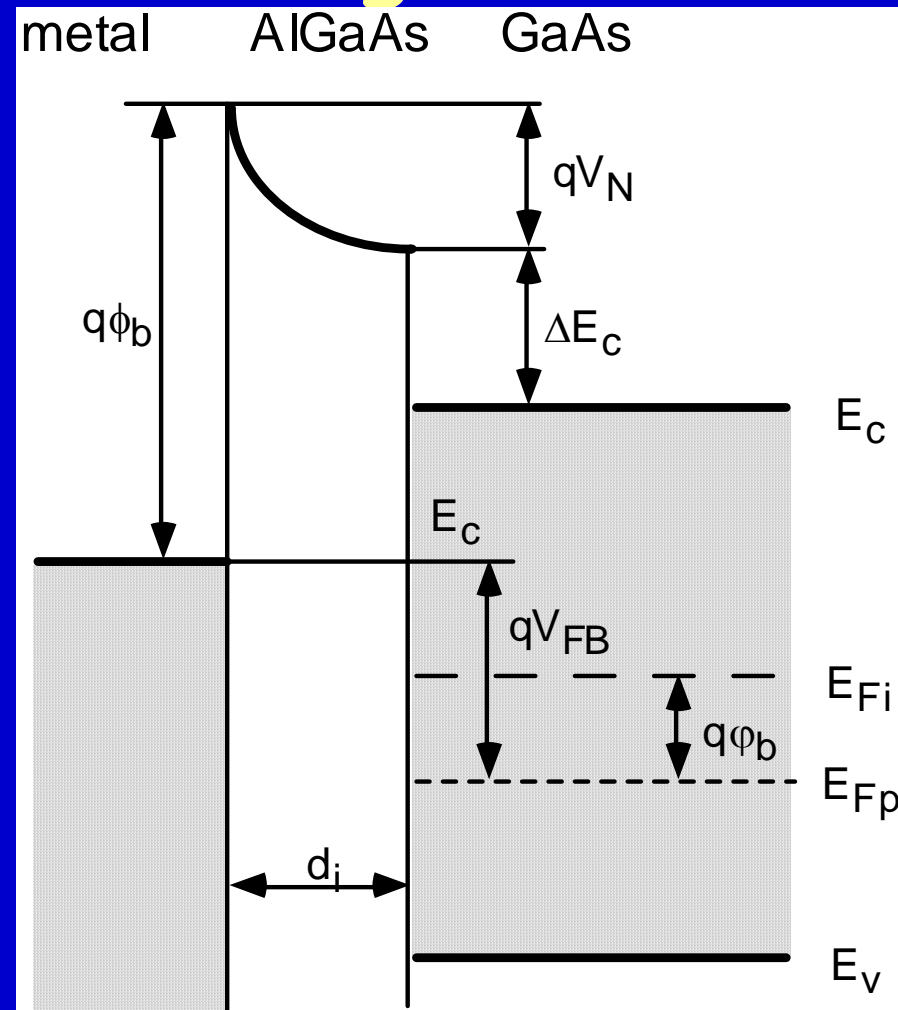 metal AlGaAs GaAs
qV_N
qϕ_b
ΔE_c
E_c
E_c
qV_FB
E_Fi
qφ_b
E_Fp
d_i
E_v